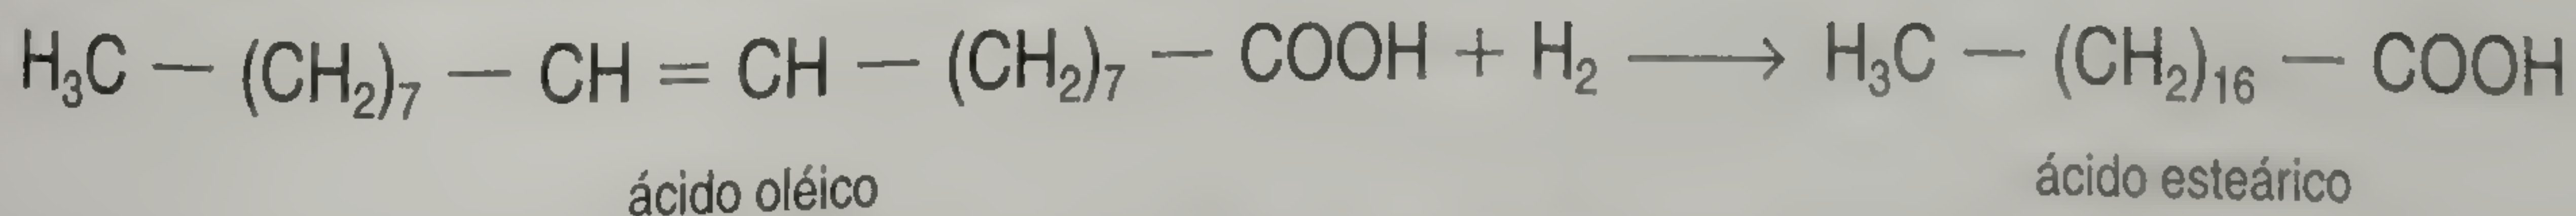 H₃C — (CH₂)₇ — CH = CH — (CH₂)₇ — COOH + H₂ ⟶ H₃C — (CH₂)₁₆ — COOH
ácido oléico ácido esteárico